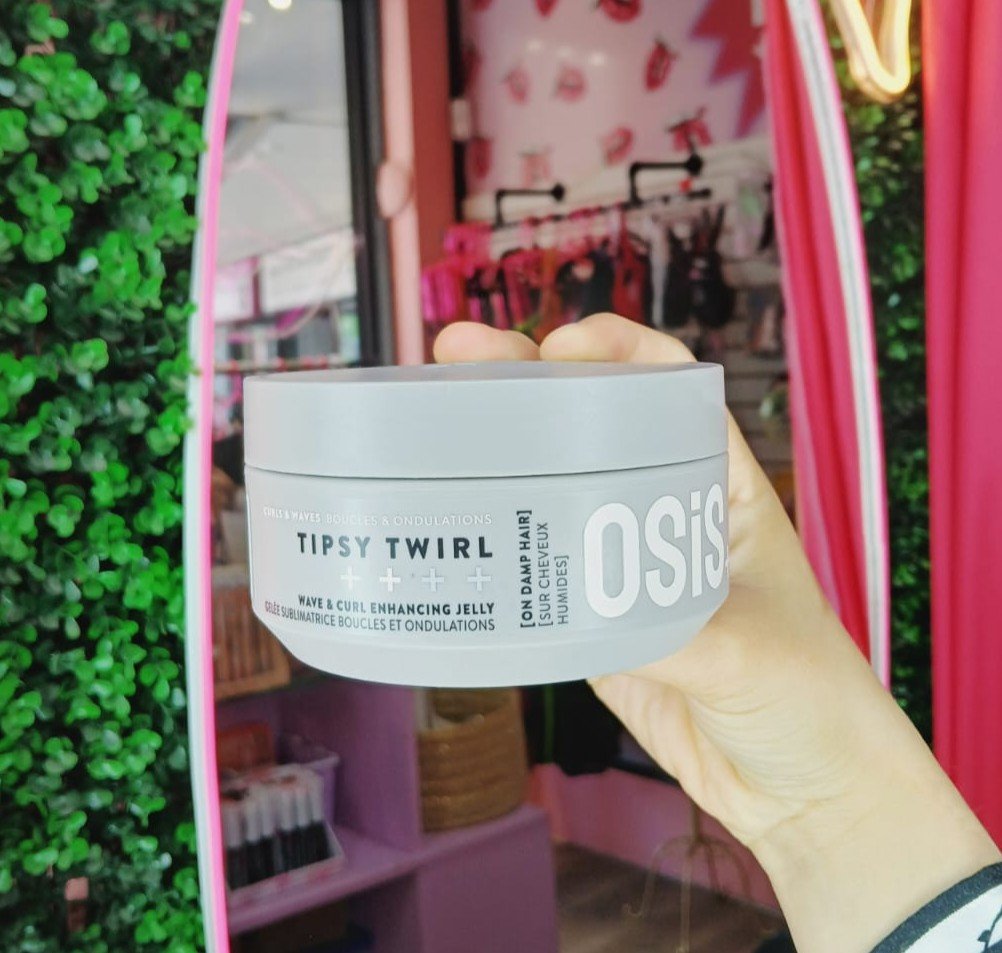 CURLS & WAVES BOUCLES & ONDULATIONS
TIPSY TWIRL
++++
WAVE & CURL ENHANCING JELLY
GELÉE SUBLIMATRICE BOUCLES ET ONDULATIONS
[ON DAMP HAIR]
[SUR CHEVEUX
HUMIDES]
OSiS